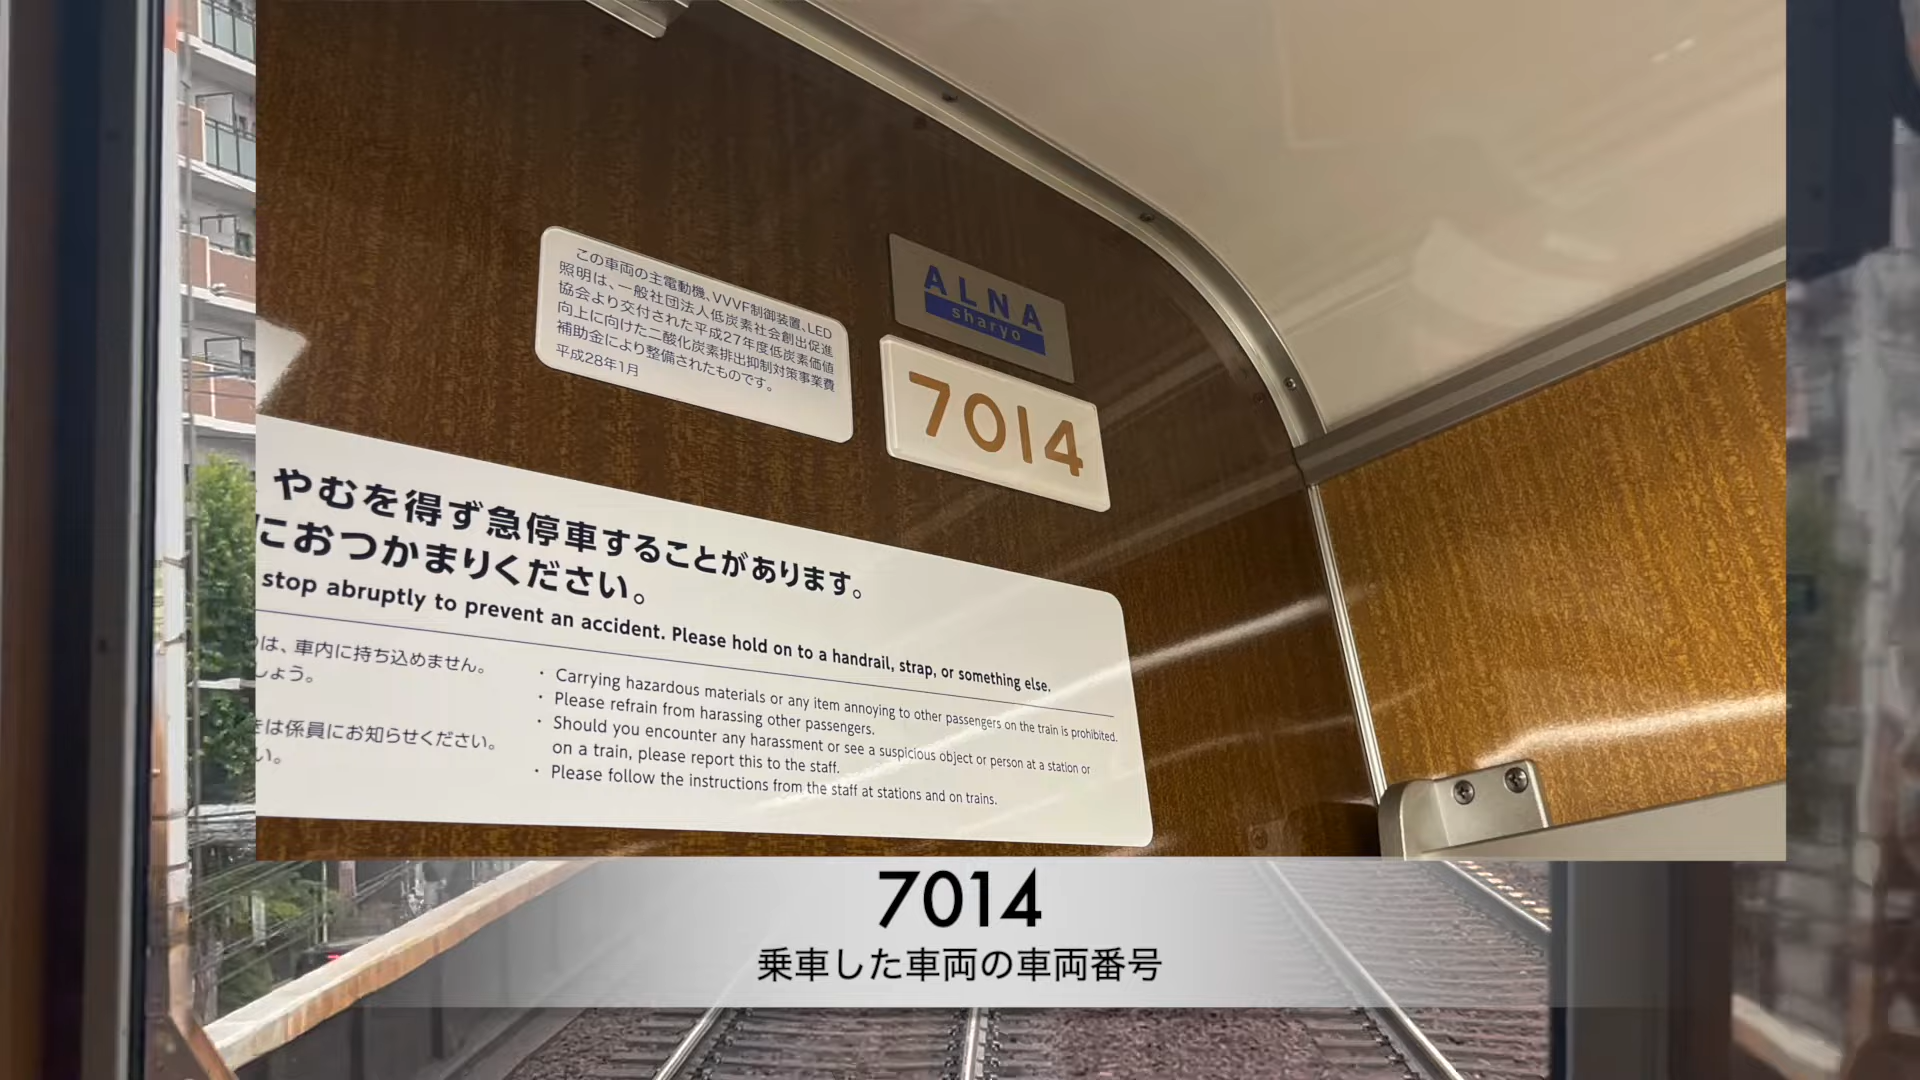 この車両の主電動機、VVVF制御装置、LED
照明は、一般社団法人低炭素社会創出促進
協会より交付された平成27年度低炭素価値
向上に向けた二酸化炭素排出抑制対策事業費
補助金により整備されたものです。
平成28年1月
ALNA
sharyo
7014
やむを得ず急停車することがあります。
におつかまりください。
stop abruptly to prevent an accident. Please hold on to a handrail, strap, or something else.
は、車内に持ち込めません。
しょう。
は係員にお知らせください。
い。
・ Carrying hazardous materials or any item annoying to other passengers on the train is prohibited.
・ Please refrain from harassing other passengers.
・ Should you encounter any harassment or see a suspicious object or person at a station or
on a train, please report this to the staff.
・ Please follow the instructions from the staff at stations and on trains.
7014
乗車した車両の車両番号